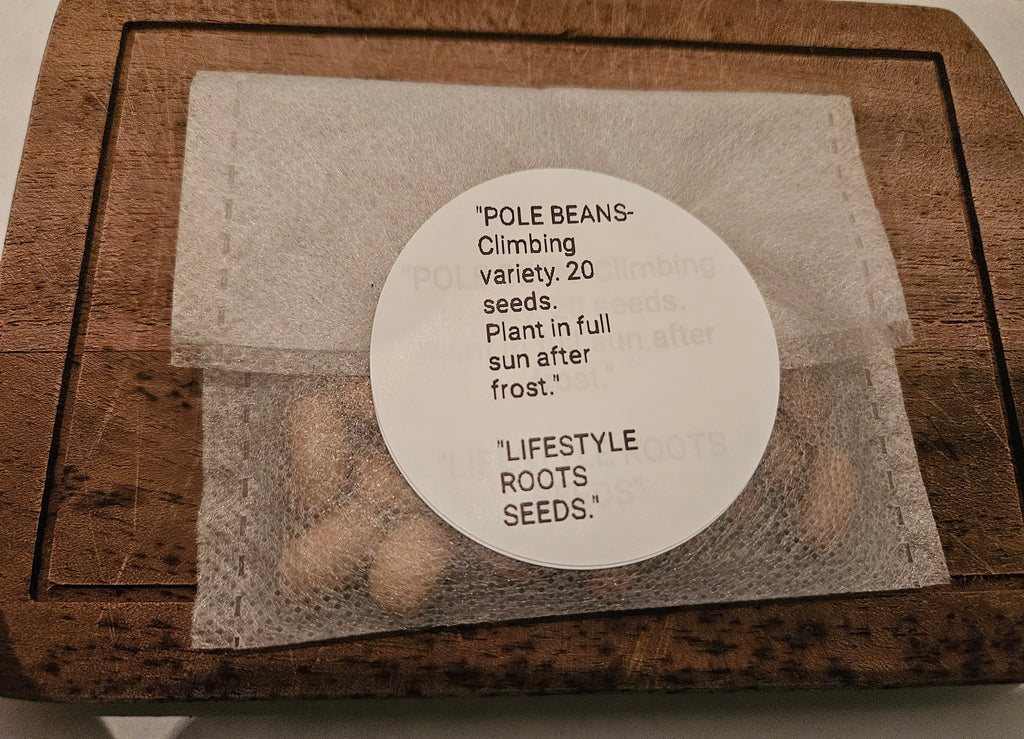 "POLE BEANS-
Climbing
variety. 20
seeds.
Plant in full
sun after
frost."
"LIFESTYLE
ROOTS
SEEDS."